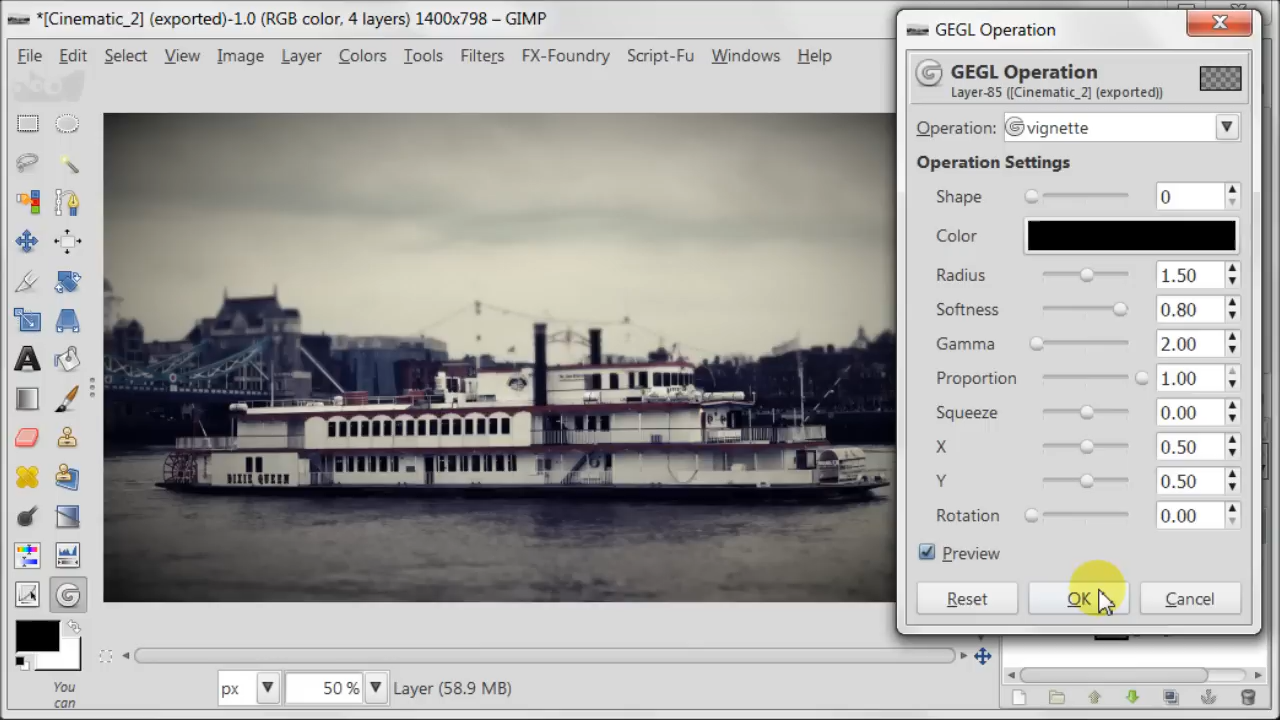 *[Cinematic_2] (exported)-1.0 (RGB color, 4 layers) 1400x798 – GIMP
File Edit Select View Image Layer Colors Tools Filters FX-Foundry Script-Fu Windows Help
DIXIE QUEEN
You
can
px
50 %
Layer (58.9 MB)
GEGL Operation
GEGL Operation
Layer-85 ([Cinematic_2] (exported))
Operation: vignette
Operation Settings
Shape 0
Color
Radius 1.50
Softness 0.80
Gamma 2.00
Proportion 1.00
Squeeze 0.00
X 0.50
Y 0.50
Rotation 0.00
Preview
Reset OK Cancel